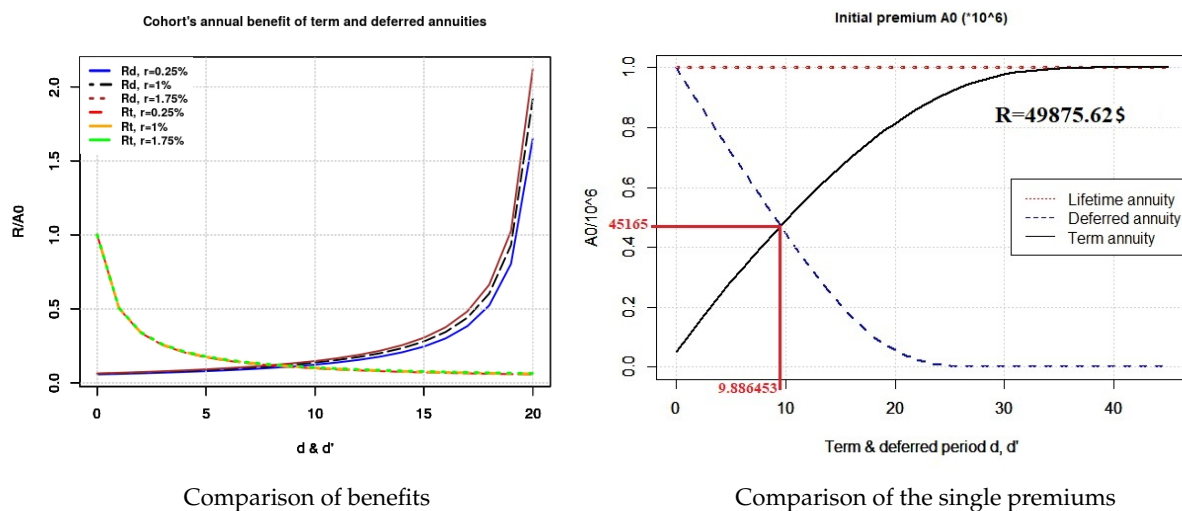 Cohort's annual benefit of term and deferred annuities
Rd, r=0.25%
Rd, r=1%
Rd, r=1.75%
Rt, r=0.25%
Rt, r=1%
Rt, r=1.75%
R/A0
0.0
0.5
1.0
1.5
2.0
0 5 10 15 20
d & d'
Comparison of benefits
Initial premium A0 (*10^6)
R=49875.62$
Lifetime annuity
Deferred annuity
Term annuity
A0/10^6
1.0
0.8
0.6
45165
0.4
0.2
0.0
9.886453
0 10 20 30 40
Term & deferred period d, d'
Comparison of the single premiums